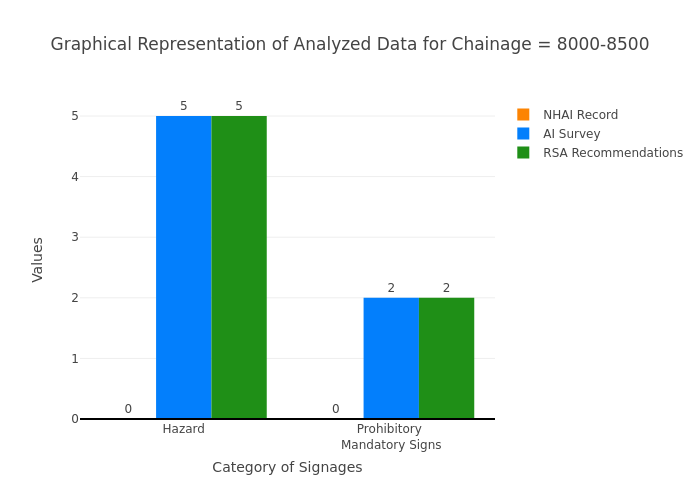 Graphical Representation of Analyzed Data for Chainage = 8000-8500
5
5
NHAI Record
AI Survey
RSA Recommendations
5
4
3
2
1
0
Values
2
2
0
0
Hazard
Prohibitory
Mandatory Signs
Category of Signages